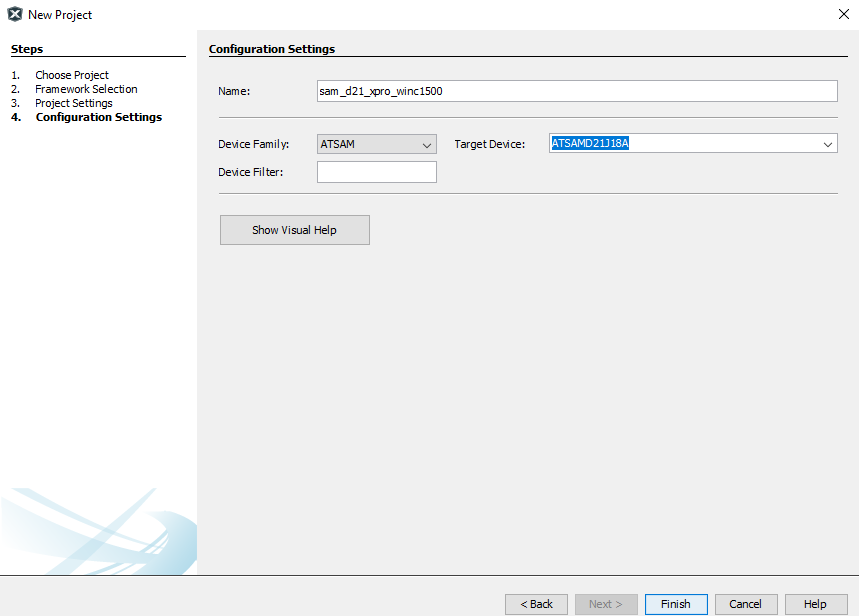 New Project
Steps
1. Choose Project
2. Framework Selection
3. Project Settings
4. Configuration Settings
Configuration Settings
Name: sam_d21_xpro_winc1500
Device Family: ATSAM Target Device: ATSAMD21J18A
Device Filter:
Show Visual Help
< Back Next > Finish Cancel Help